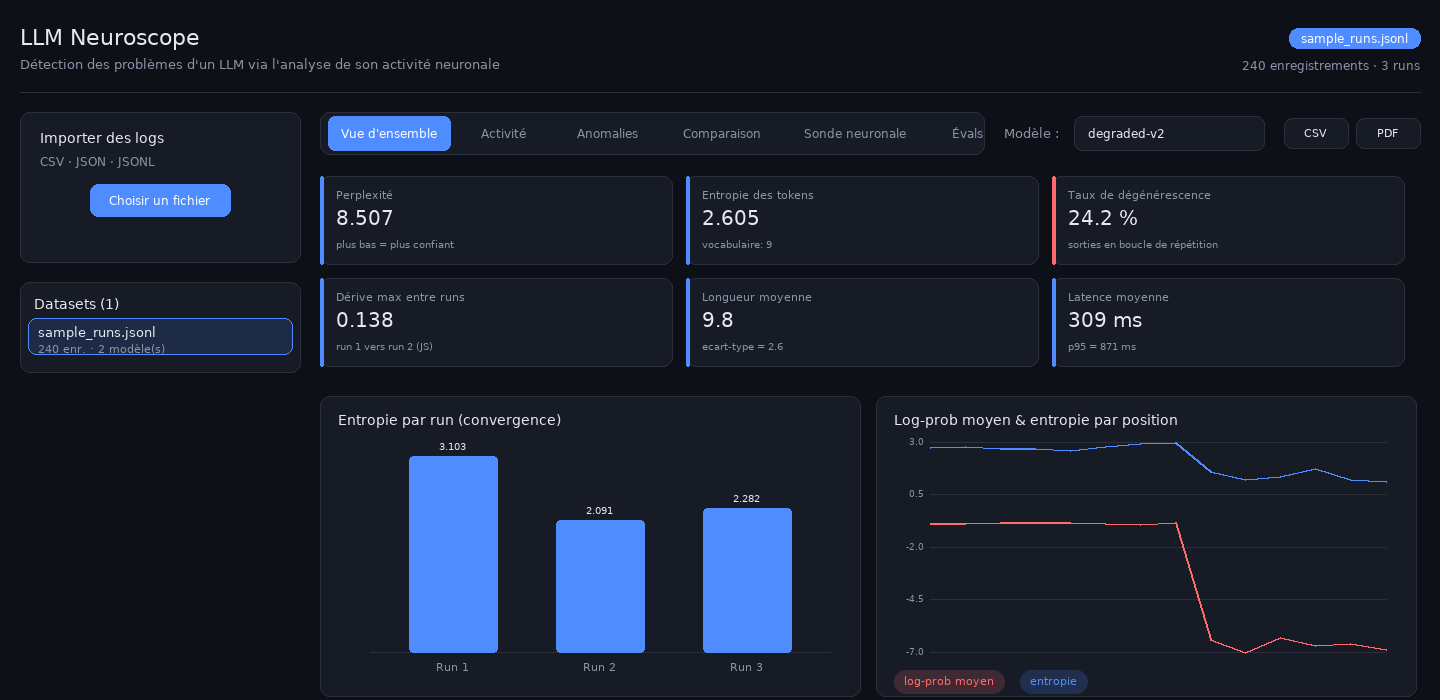 LLM Neuroscope
Détection des problèmes d'un LLM via l'analyse de son activité neuronale
sample_runs.jsonl
240 enregistrements · 3 runs
Importer des logs
CSV · JSON · JSONL
Choisir un fichier
Datasets (1)
sample_runs.jsonl
240 enr. · 2 modèle(s)
Vue d'ensemble
Activité
Anomalies
Comparaison
Sonde neuronale
Évals
Modèle :
degraded-v2
CSV
PDF
Perplexité
8.507
plus bas = plus confiant
Entropie des tokens
2.605
vocabulaire: 9
Taux de dégénérescence
24.2 %
sorties en boucle de répétition
Dérive max entre runs
0.138
run 1 vers run 2 (JS)
Longueur moyenne
9.8
ecart-type = 2.6
Latence moyenne
309 ms
p95 = 871 ms
Entropie par run (convergence)
3.103
2.091
2.282
Run 1
Run 2
Run 3
Log-prob moyen & entropie par position
3.0
0.5
-2.0
-4.5
-7.0
log-prob moyen
entropie